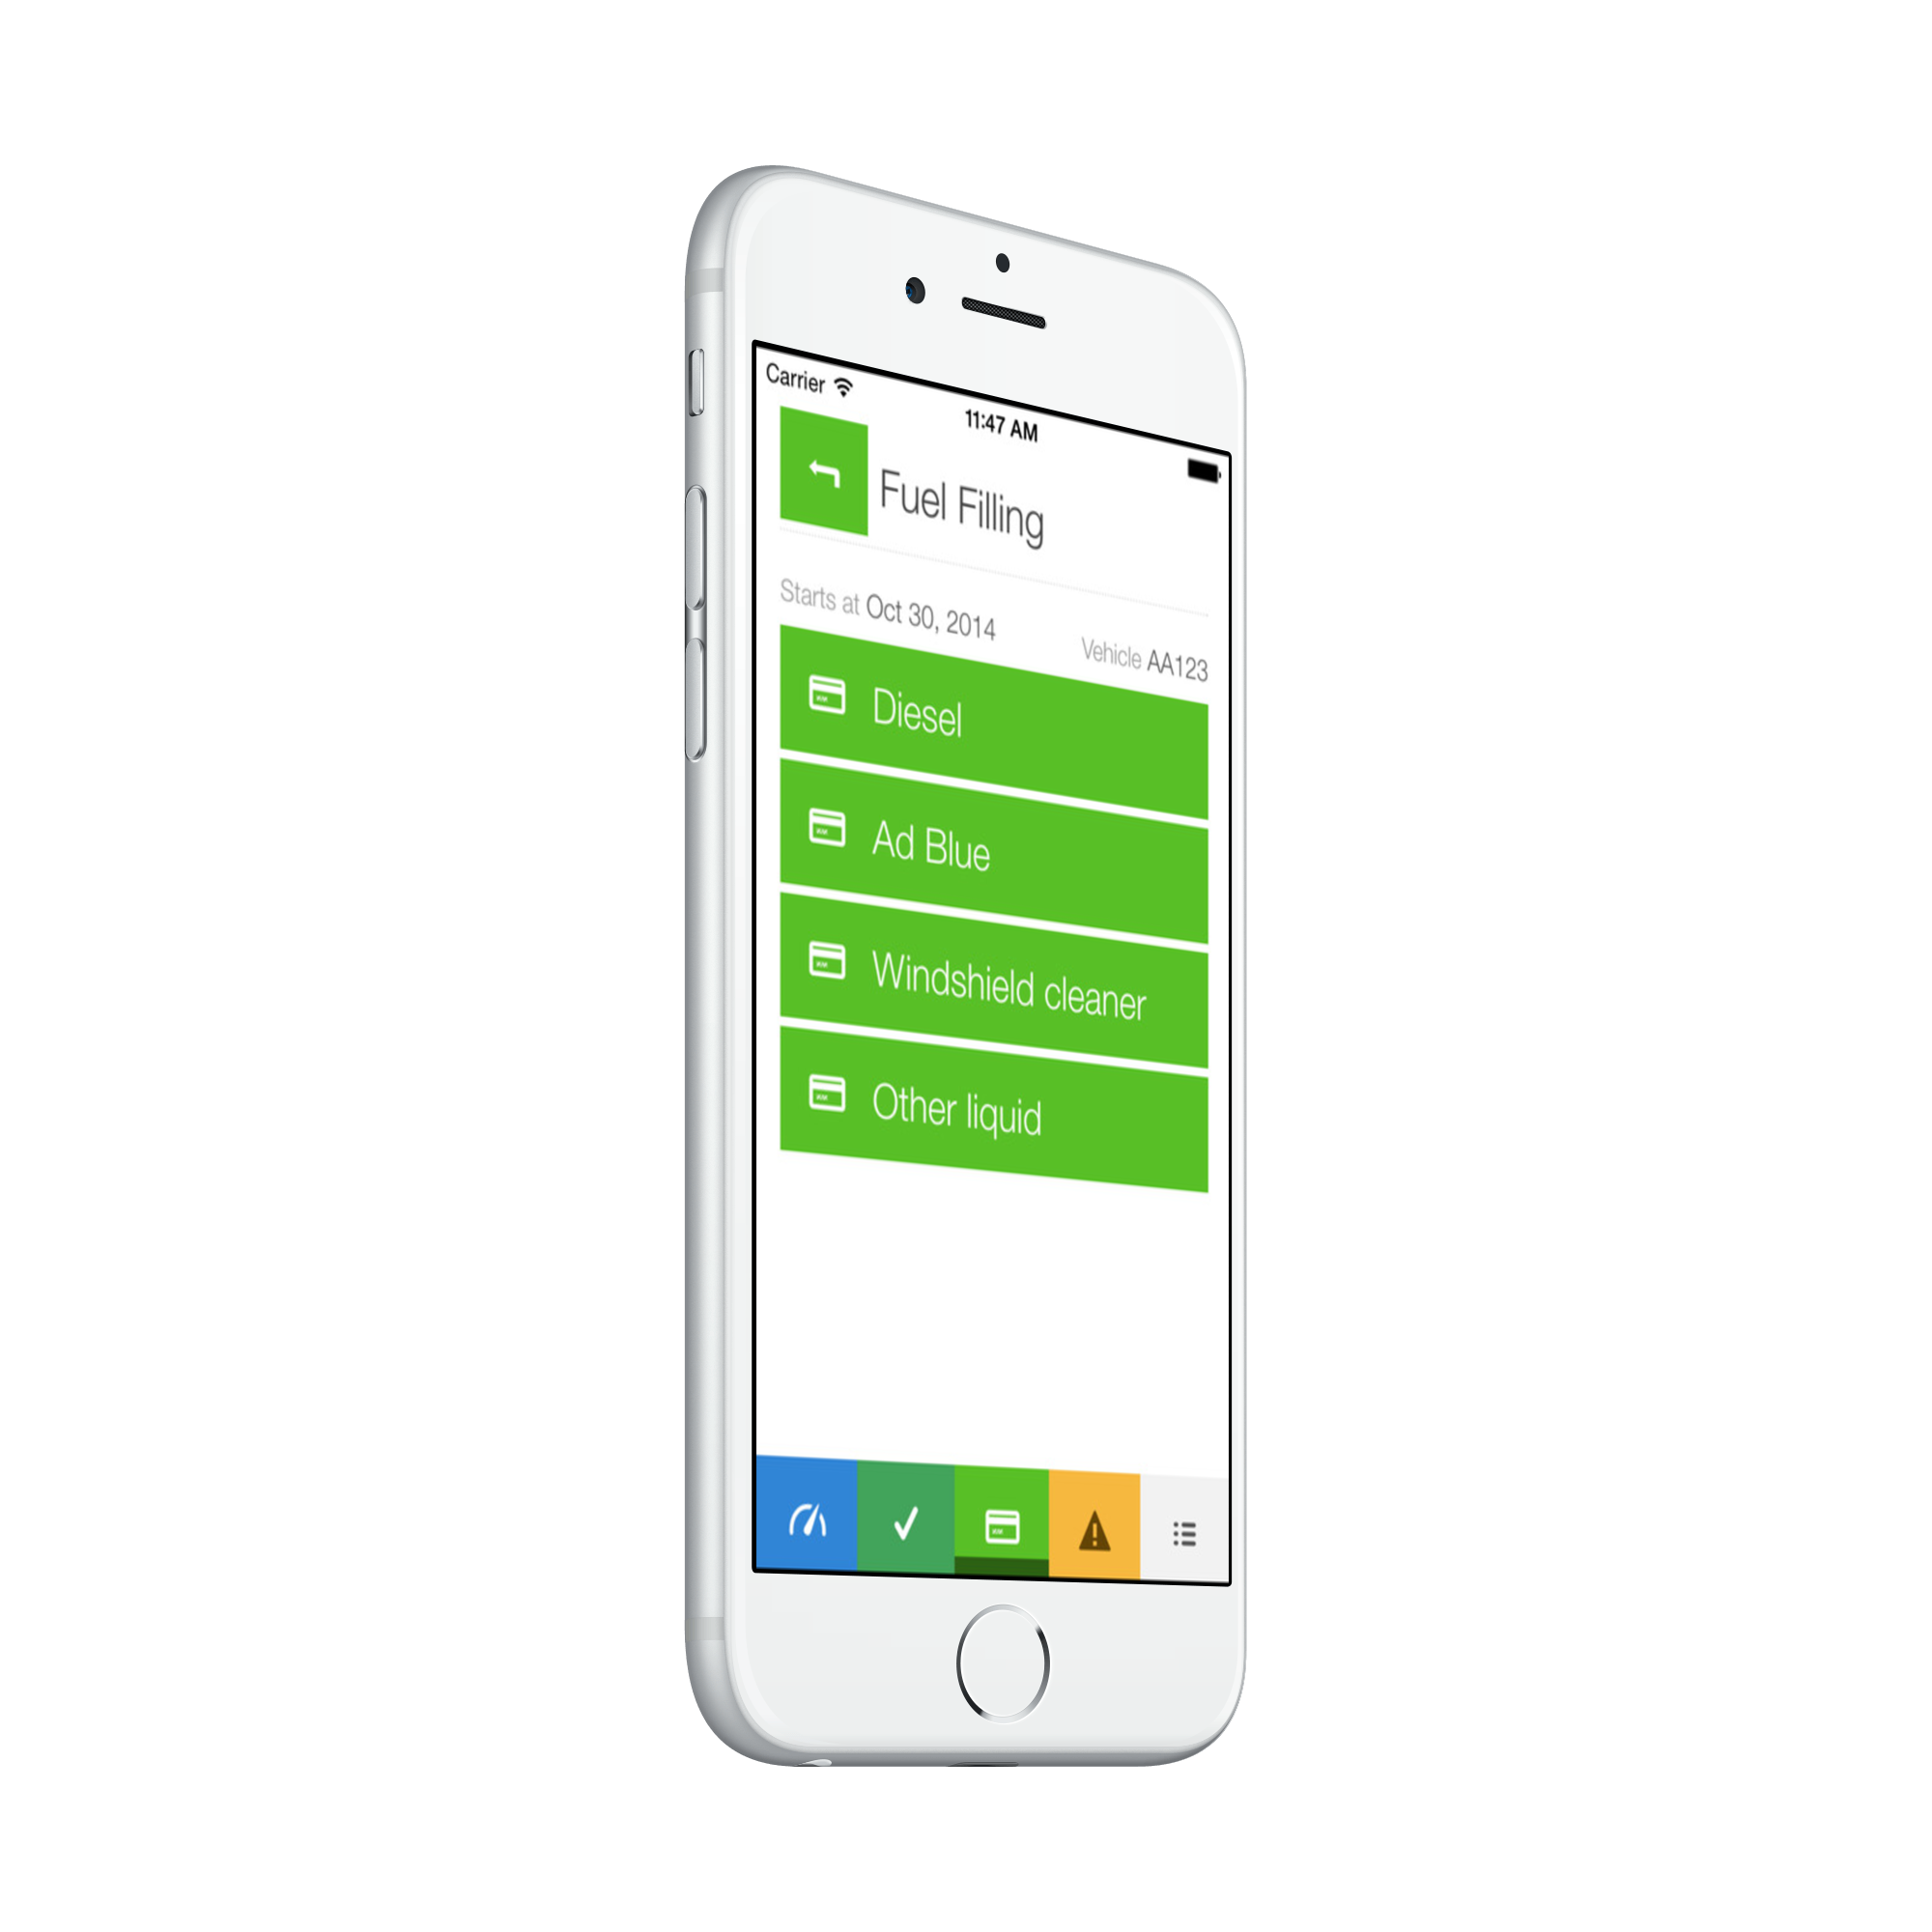 Carrier
11:47 AM
Fuel Filling
Starts at Oct 30, 2014
Vehicle AA123
Diesel
Ad Blue
Windshield cleaner
Other liquid